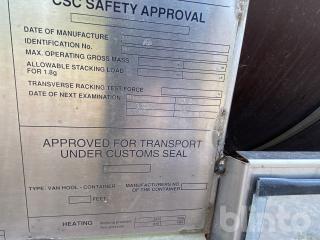 CSC SAFETY APPROVAL
DATE OF MANUFACTURE
IDENTIFICATION No.
MAX. OPERATING GROSS MASS
ALLOWABLE STACKING LOAD
FOR 1.8g
TRANSVERSE RACKING TEST FORCE
DATE OF NEXT EXAMINATION
APPROVED FOR TRANSPORT
UNDER CUSTOMS SEAL
TYPE: VAN HOOL - CONTAINER
MANUFACTURERS NO
OF THE CONTAINER
FEET
HEATING
blinto